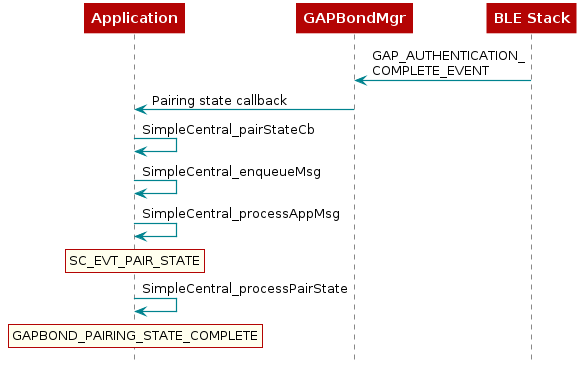 Application
GAPBondMgr
BLE Stack
GAP_AUTHENTICATION_
COMPLETE_EVENT
Pairing state callback
SimpleCentral_pairStateCb
SimpleCentral_enqueueMsg
SimpleCentral_processAppMsg
SC_EVT_PAIR_STATE
SimpleCentral_processPairState
GAPBOND_PAIRING_STATE_COMPLETE